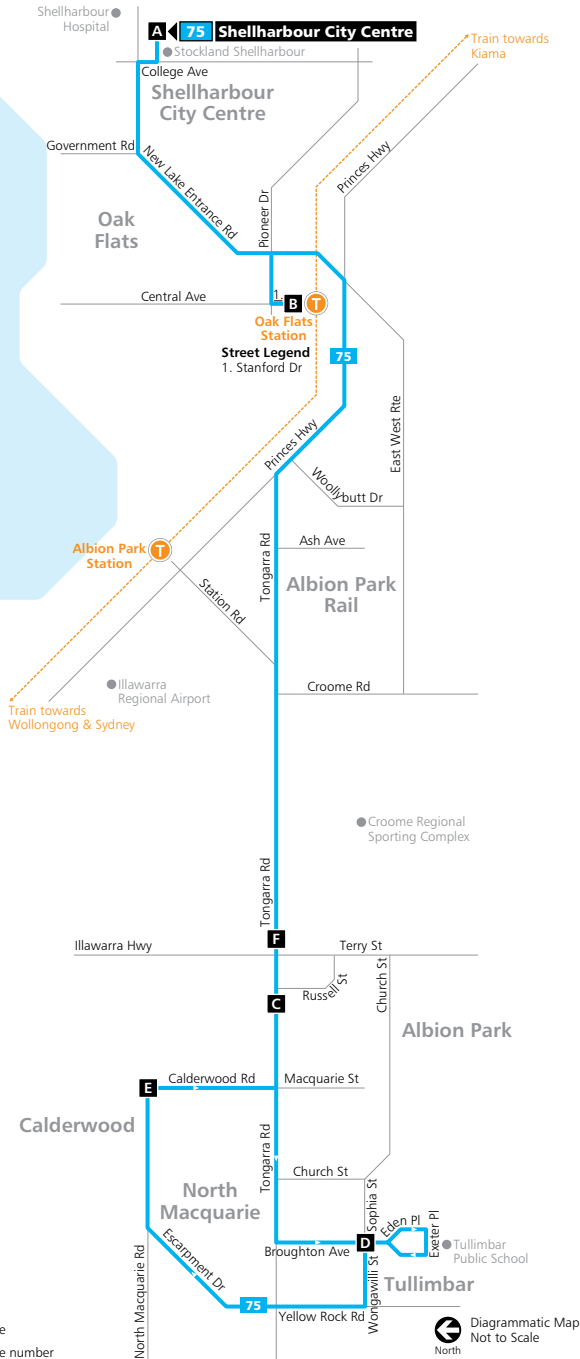 Shellharbour
Hospital
A
75
Shellharbour City Centre
Stockland Shellharbour
Train towards
Kiama
College Ave
Shellharbour
City Centre
Government Rd
New Lake Entrance Rd
Princes Hwy
Pioneer Dr
Oak
Flats
Central Ave
1.
B
T
Oak Flats
Station
Street Legend
1. Stanford Dr
75
East West Rte
Princes Hwy
Woollybutt Dr
Albion Park
Station
T
Tongarra Rd
Ash Ave
Albion Park
Rail
Station Rd
Illawarra
Regional Airport
Croome Rd
Train towards
Wollongong & Sydney
Croome Regional
Sporting Complex
Tongarra Rd
F
Illawarra Hwy
Terry St
Russell St
Church St
C
Albion Park
E
Calderwood Rd
Macquarie St
Calderwood
Tongarra Rd
Church St
North
Macquarie
Sophia St
Eden Pl
Exeter Pl
D
Broughton Ave
Tullimbar
Public School
Escarpment Dr
Wongawilli St
Tullimbar
North Macquarie Rd
75
Yellow Rock Rd
North
Diagrammatic Map
Not to Scale
e
e number